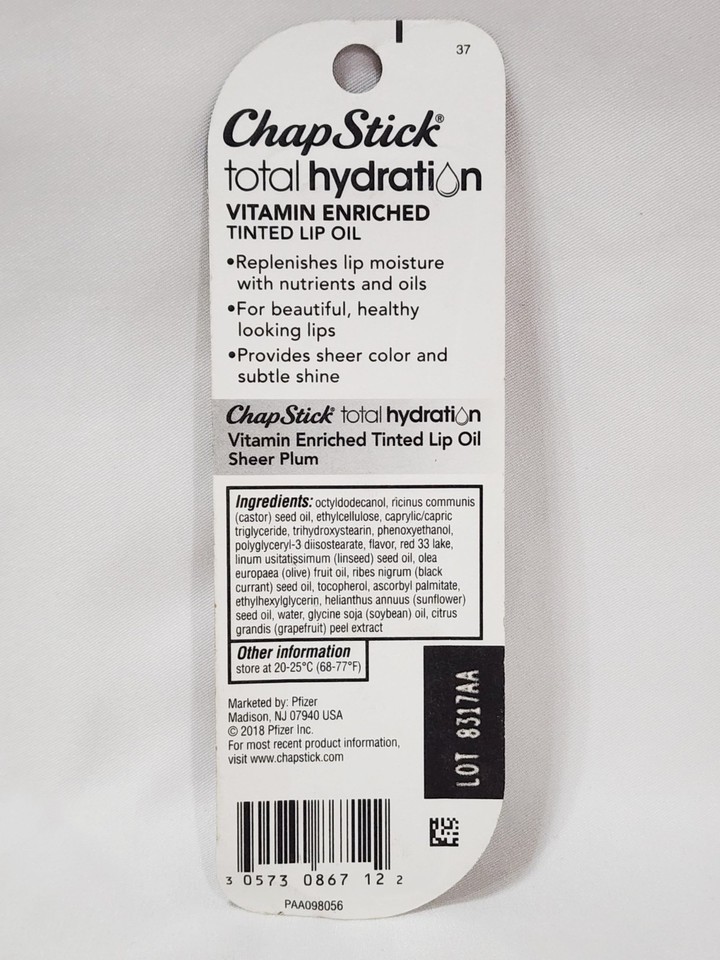 37
ChapStick®
total hydration
VITAMIN ENRICHED
TINTED LIP OIL
•Replenishes lip moisture
with nutrients and oils
•For beautiful, healthy
looking lips
•Provides sheer color and
subtle shine
ChapStick® total hydration
Vitamin Enriched Tinted Lip Oil
Sheer Plum
Ingredients: octyldodecanol, ricinus communis
(castor) seed oil, ethylcellulose, caprylic/capric
triglyceride, trihydroxystearin, phenoxyethanol,
polyglyceryl-3 diisostearate, flavor, red 33 lake,
linum usitatissimum (linseed) seed oil, olea
europaea (olive) fruit oil, ribes nigrum (black
currant) seed oil, tocopherol, ascorbyl palmitate,
ethylhexylglycerin, helianthus annuus (sunflower)
seed oil, water, glycine soja (soybean) oil, citrus
grandis (grapefruit) peel extract
Other information
store at 20-25°C (68-77°F)
Marketed by: Pfizer
Madison, NJ 07940 USA
© 2018 Pfizer Inc.
For most recent product information,
visit www.chapstick.com
LOT 8317AA
3 0573 0867 12 2
PAA098056